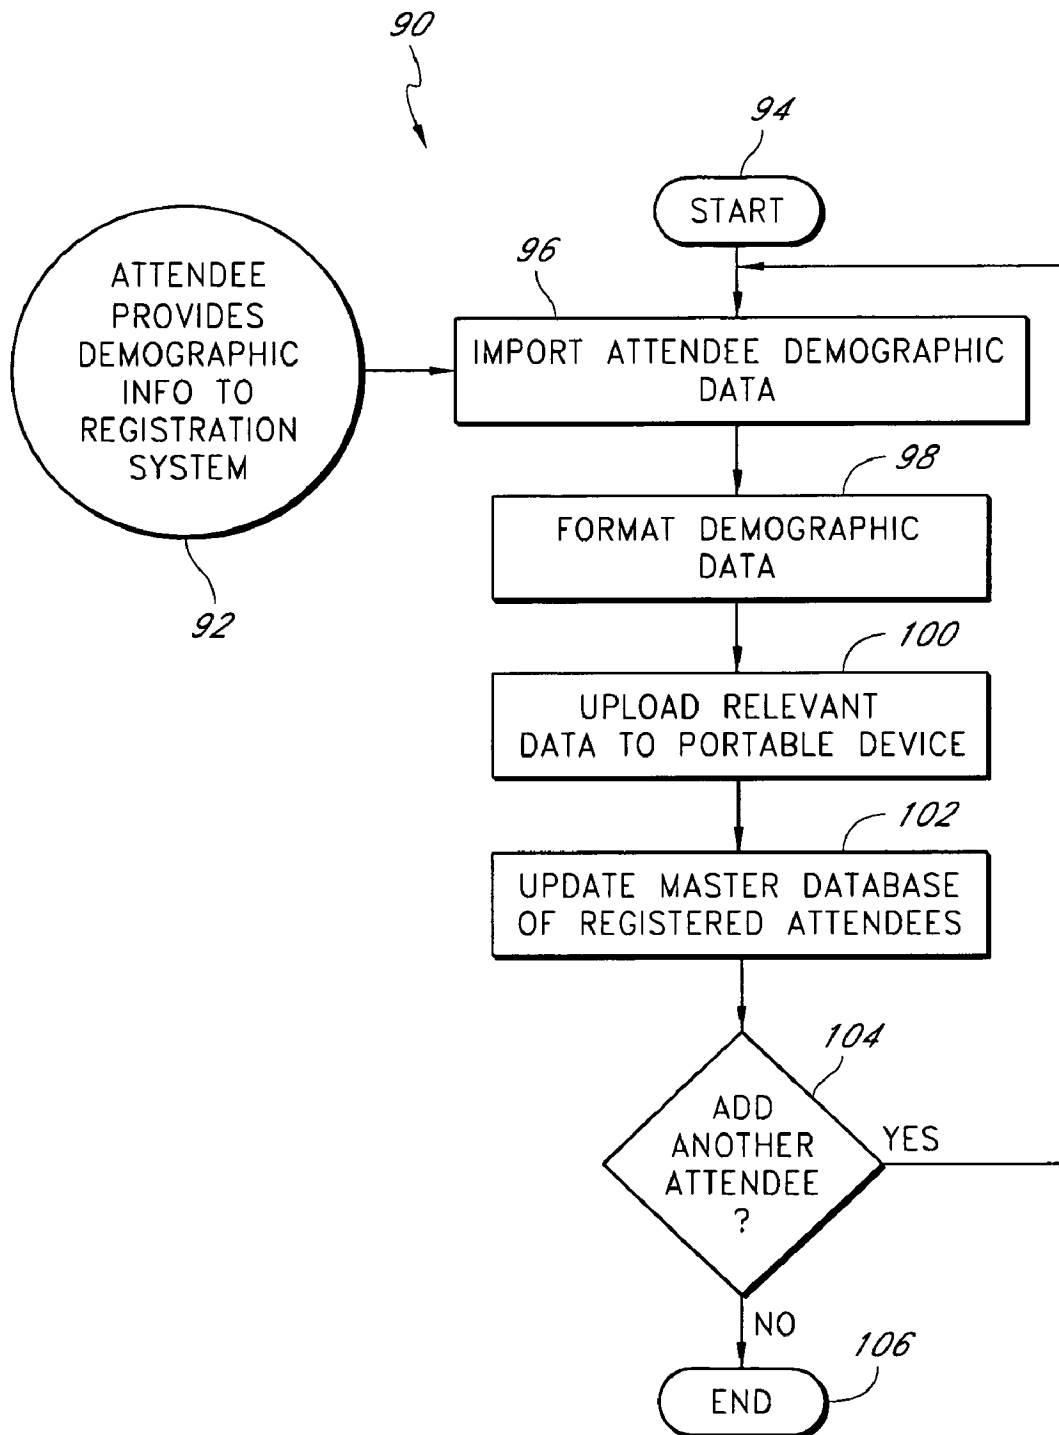 90
94
START
96
ATTENDEE
PROVIDES
DEMOGRAPHIC
INFO TO
REGISTRATION
SYSTEM
92
IMPORT ATTENDEE DEMOGRAPHIC
DATA
98
FORMAT DEMOGRAPHIC
DATA
100
UPLOAD RELEVANT
DATA TO PORTABLE DEVICE
102
UPDATE MASTER DATABASE
OF REGISTERED ATTENDEES
104
ADD
ANOTHER
ATTENDEE
?
YES
NO
106
END